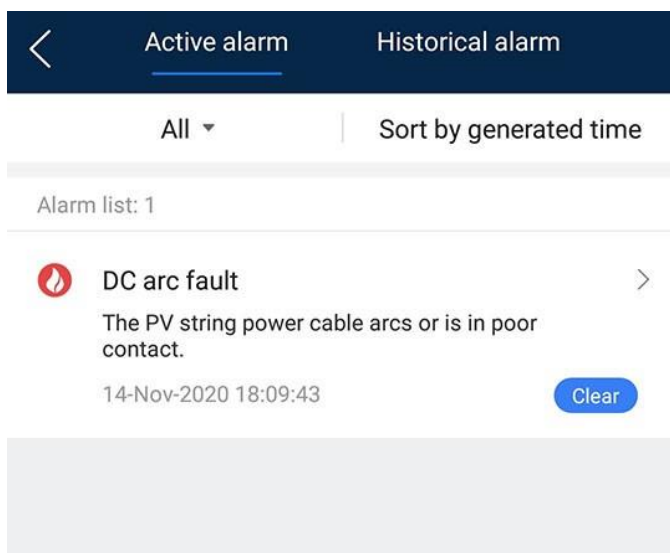 Active alarm Historical alarm
All Sort by generated time
Alarm list: 1
DC arc fault
The PV string power cable arcs or is in poor
contact.
14-Nov-2020 18:09:43 Clear